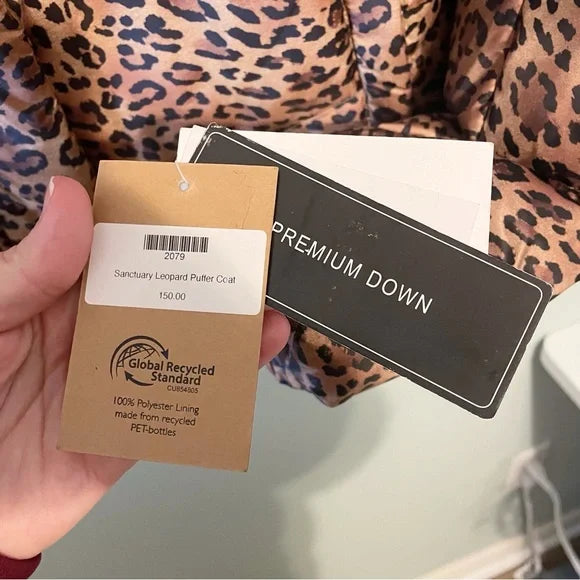 2079
Sanctuary Leopard Puffer Coat
150.00
Global Recycled
Standard
CU854805
100% Polyester Lining
made from recycled
PET-bottles
PREMIUM DOWN